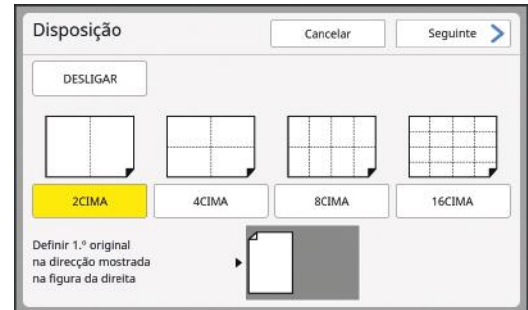 Disposição
Cancelar
Seguinte
DESLIGAR
2CIMA
4CIMA
8CIMA
16CIMA
Definir 1.º original
na direcção mostrada
na figura da direita